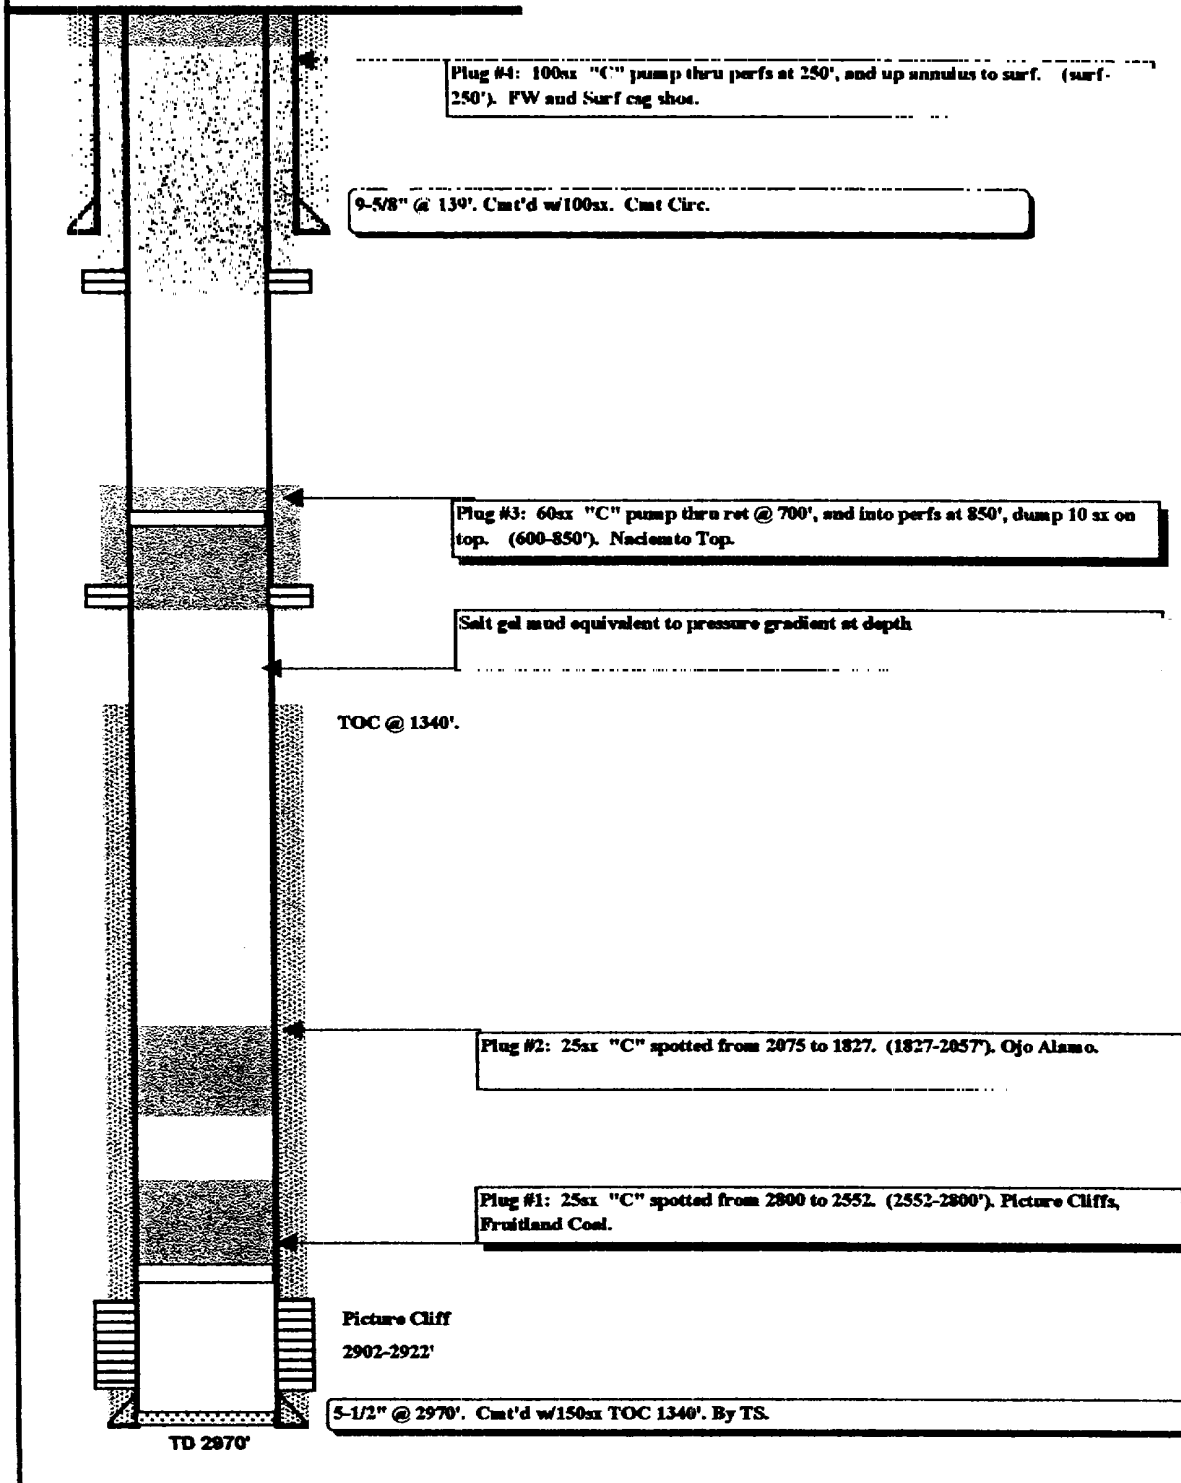 Plug #4: 100sx "C" pump thru perfs at 250', and up annulus to surf. (surf-
250'). FW and Surf csg shoe.
9-5/8" @ 139'. Cmt'd w/100sx. Cmt Circ.
Plug #3: 60sx "C" pump thru ret @ 700', and into perfs at 850', dump 10 sx on
top. (600-850'). Naciemto Top.
Salt gel mud equivalent to pressure gradient at depth
TOC @ 1340'.
Plug #2: 25sx "C" spotted from 2075 to 1827. (1827-2057'). Ojo Alamo.
Plug #1: 25sx "C" spotted from 2800 to 2552. (2552-2800'). Picture Cliffs,
Fruitland Coal.
Picture Cliff
2902-2922'
5-1/2" @ 2970'. Cmt'd w/150sx TOC 1340'. By TS.
TD 2970'